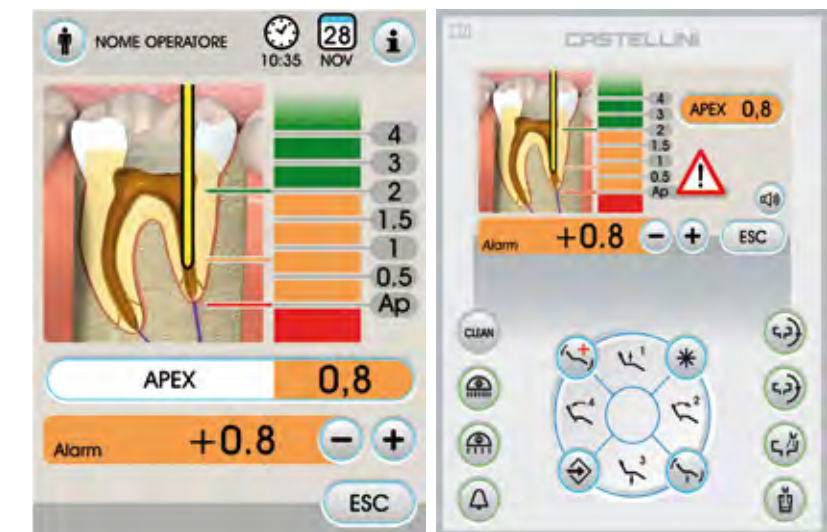 NOME OPERATORE
28
10:35 NOV
i
4
3
2
1.5
1
0.5
Ap
APEX 0,8
Alarm +0.8 − +
ESC
CASTELLINI
4
3
2
1.5
1
0.5
Ap
APEX 0,8
!
Alarm +0.8 − +
ESC
CLEAN
1
2
3
4